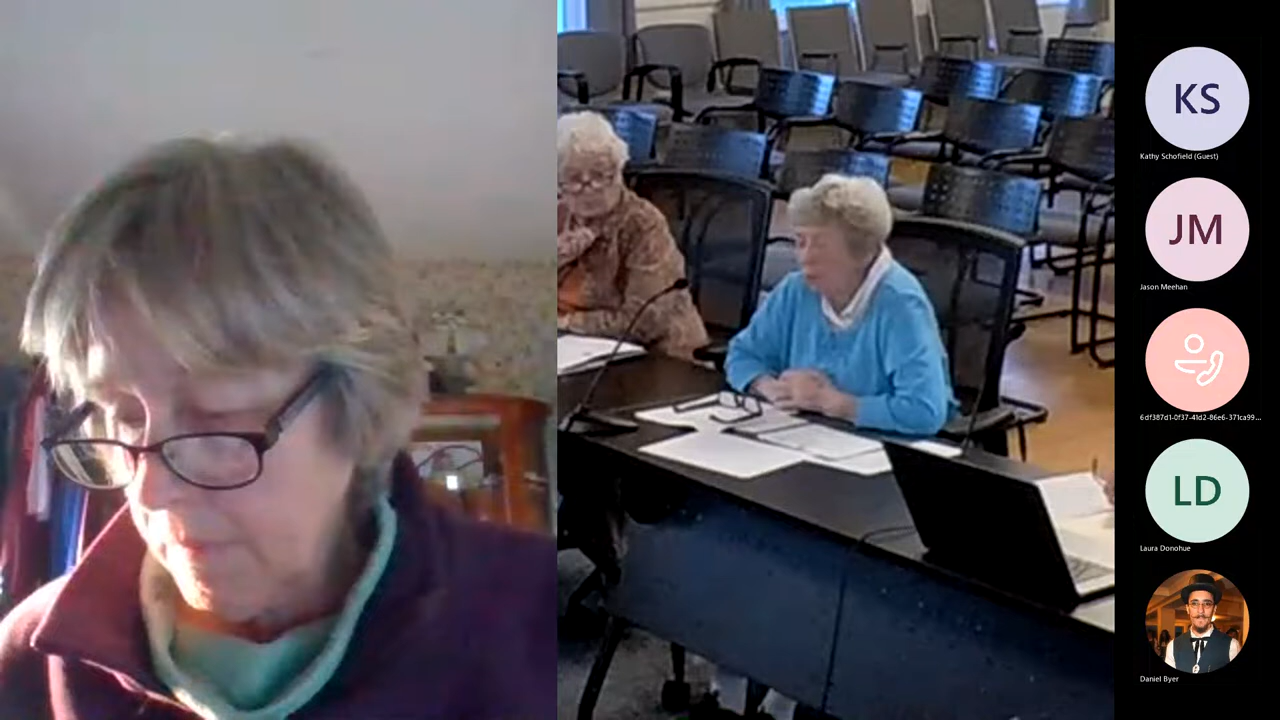 KS
Kathy Schofield (Guest)
JM
Jason Meehan
6df387d1-0f37-41d2-86e6-371ca99...
LD
Laura Donohue
Daniel Byer